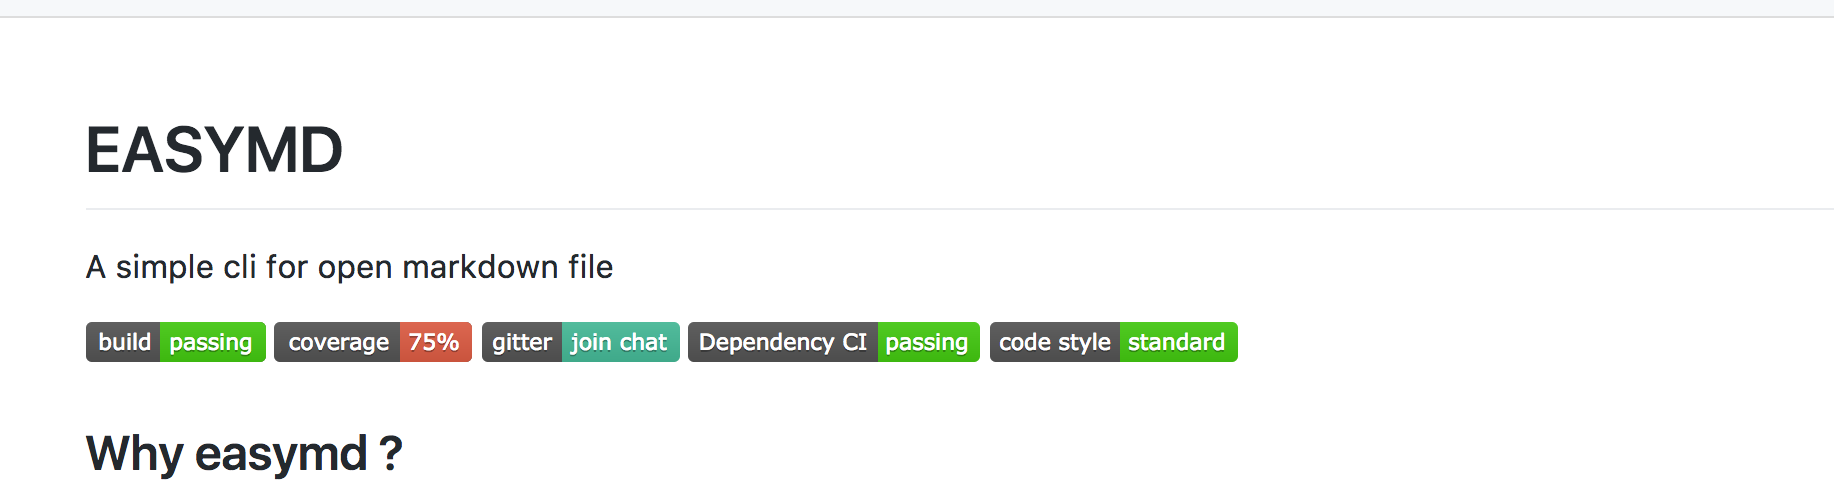 EASYMD
A simple cli for open markdown file
build passing coverage 75% gitter join chat Dependency CI passing code style standard
Why easymd ?